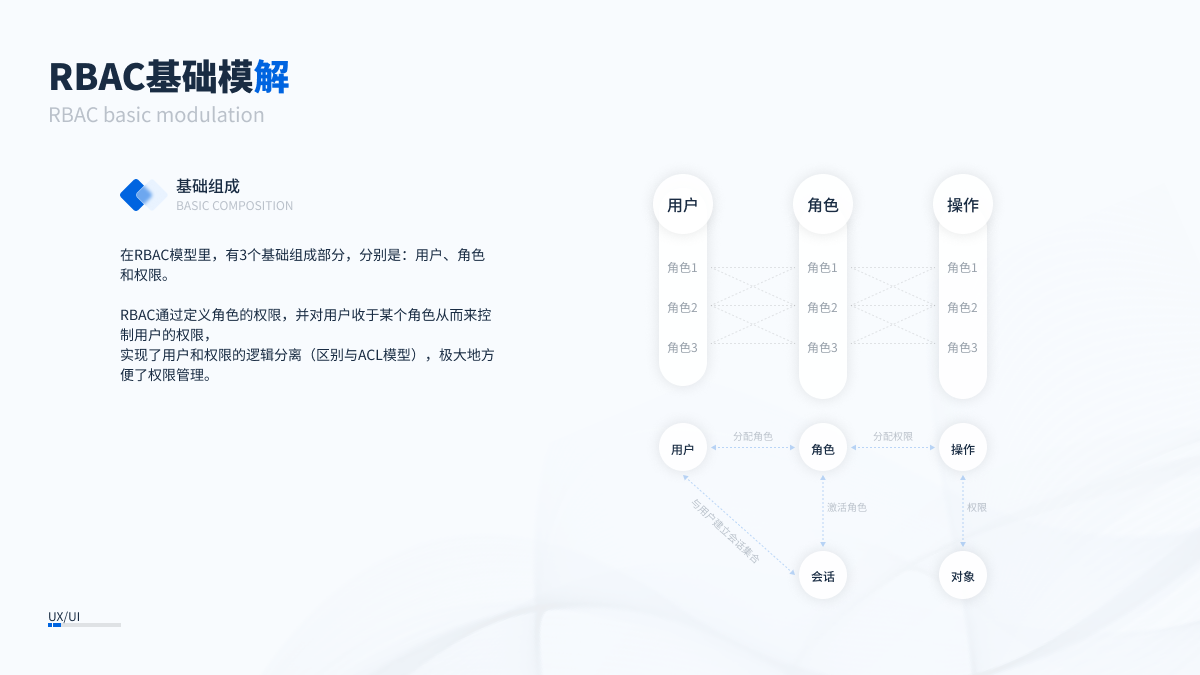 RBAC基础模解
RBAC basic modulation
基础组成
BASIC COMPOSITION
在RBAC模型里，有3个基础组成部分，分别是：用户、角色
和权限。
RBAC通过定义角色的权限，并对用户收于某个角色从而来控
制用户的权限，
实现了用户和权限的逻辑分离（区别与ACL模型），极大地方
便了权限管理。
用户 角色 操作
角色1 角色1 角色1
角色2 角色2 角色2
角色3 角色3 角色3
用户 分配角色 角色 分配权限 操作
与用户建立会话集合 激活角色 权限
会话 对象
UX/UI